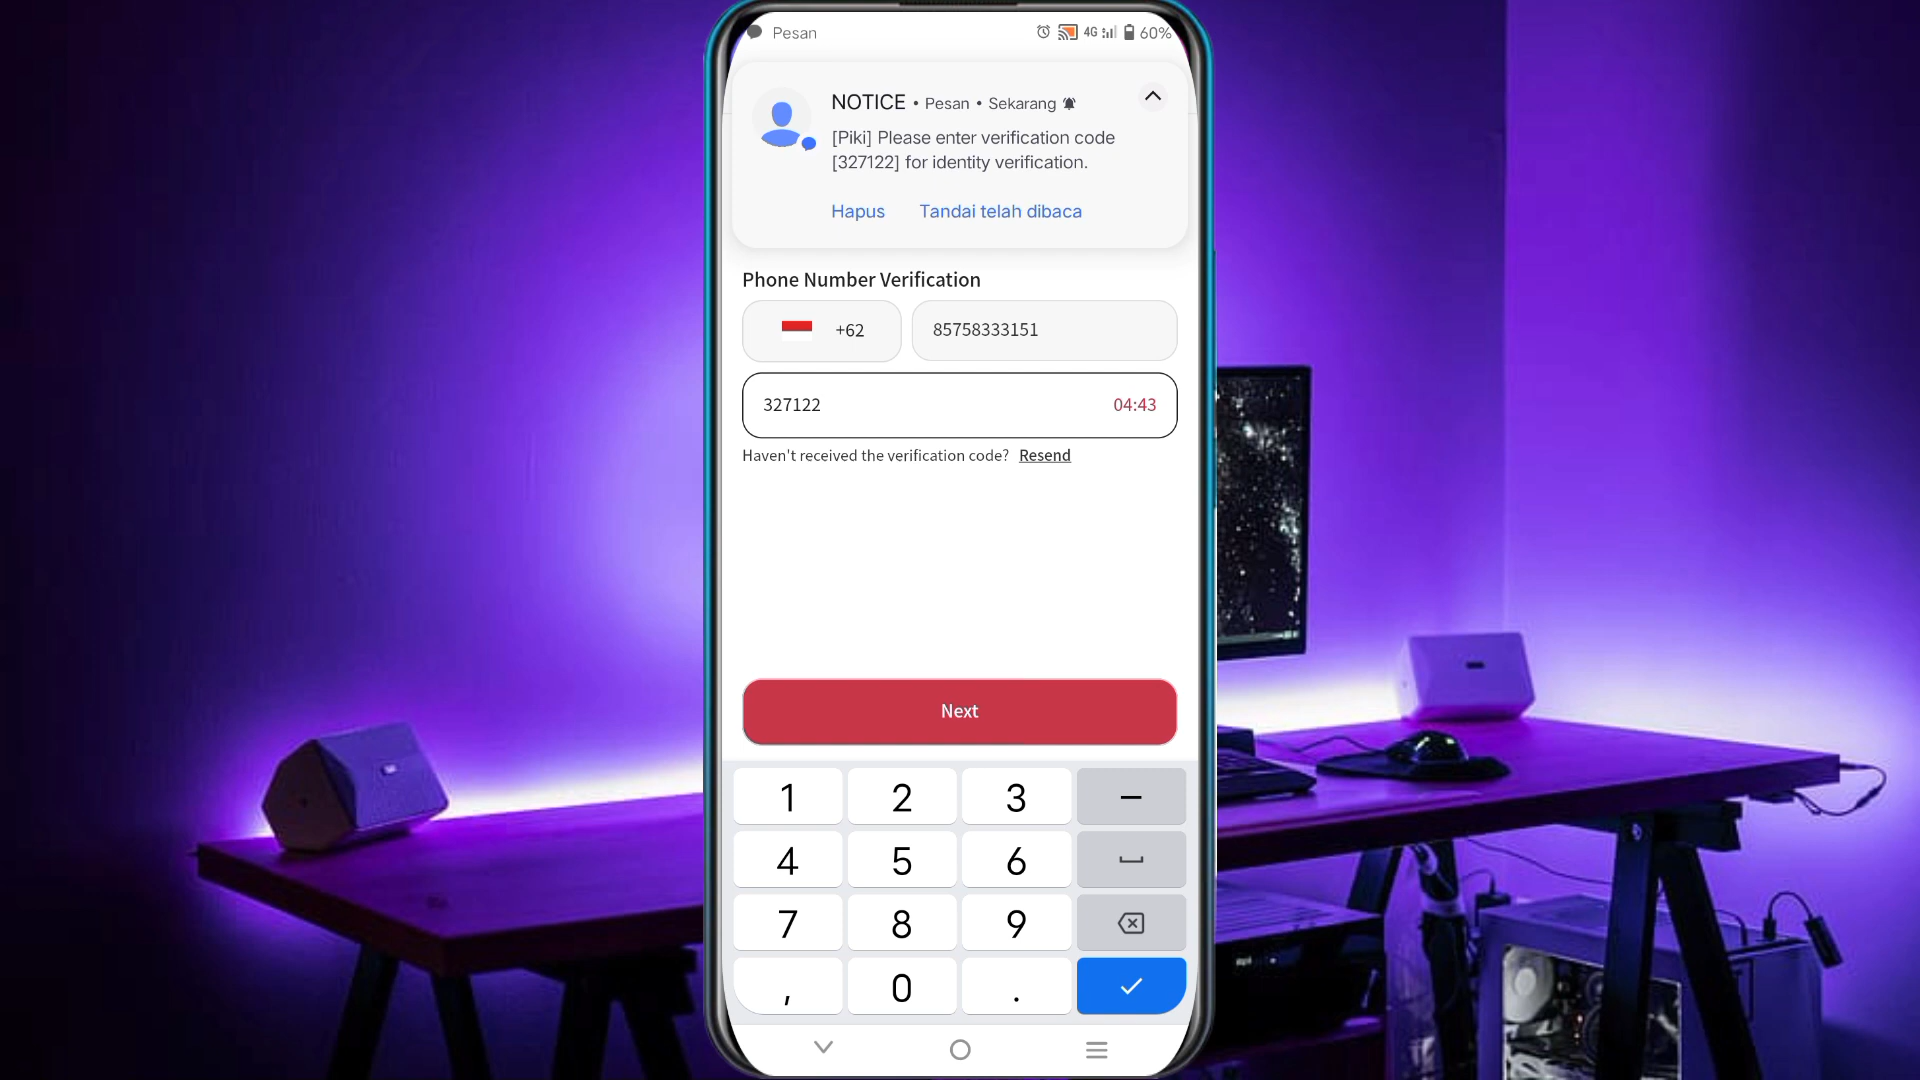 Pesan
4G 60%
NOTICE • Pesan • Sekarang
[Piki] Please enter verification code
[327122] for identity verification.
Hapus Tandai telah dibaca
Phone Number Verification
+62 85758333151
327122 04:43
Haven't received the verification code? Resend
Next
1 2 3 –
4 5 6
7 8 9
, 0 .